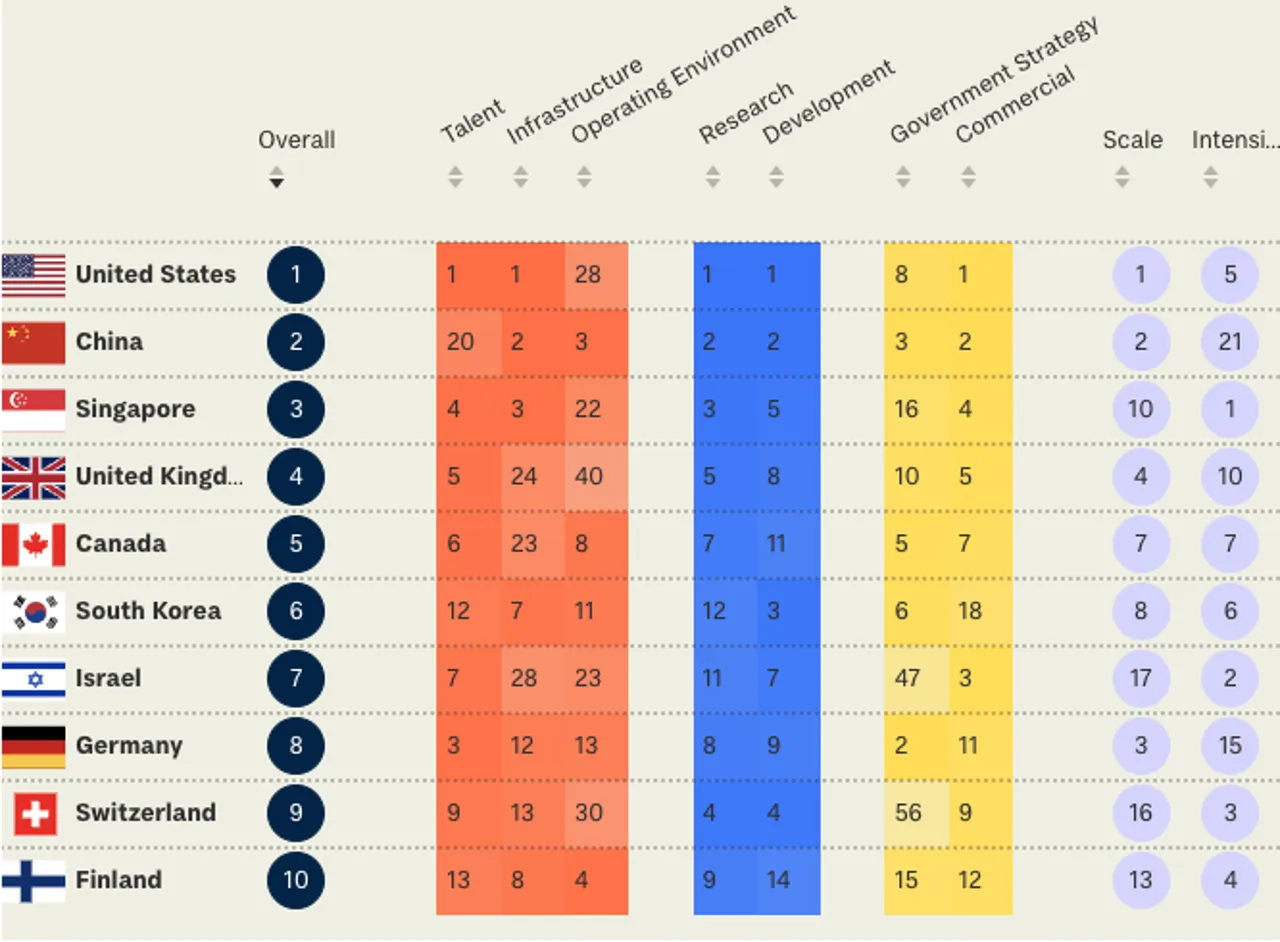 Overall Talent Infrastructure Operating Environment Research Development Government Strategy Commercial Scale Intensi...
United States 1 1 1 28 1 1 8 1 1 5
China 2 20 2 3 2 2 3 2 2 21
Singapore 3 4 3 22 3 5 16 4 10 1
United Kingd... 4 5 24 40 5 8 10 5 4 10
Canada 5 6 23 8 7 11 5 7 7 7
South Korea 6 12 7 11 12 3 6 18 8 6
Israel 7 7 28 23 11 7 47 3 17 2
Germany 8 3 12 13 8 9 2 11 3 15
Switzerland 9 9 13 30 4 4 56 9 16 3
Finland 10 13 8 4 9 14 15 12 13 4